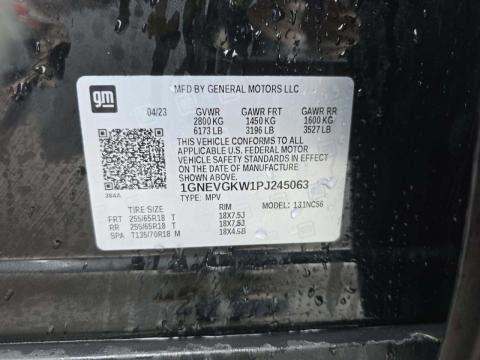 MFD BY GENERAL MOTORS LLC
gm
04/23 GVWR GAWR FRT GAWR RR
2800 KG 1450 KG 1600 KG
6173 LB 3196 LB 3527 LB
THIS VEHICLE CONFORMS TO ALL APPLICABLE
U.S. FEDERAL MOTOR
VEHICLE SAFETY STANDARDS IN EFFECT ON
THE DATE OF MANUFACTURE SHOWN ABOVE.
1GNEVGKW1PJ245063
384A TYPE: MPV MODEL: 131NC56
TIRE SIZE RIM
FRT 255/65R18 T 18X7.5J
RR 255/65R18 T 18X7.5J
SPA T135/70R18 M 18X4.5B